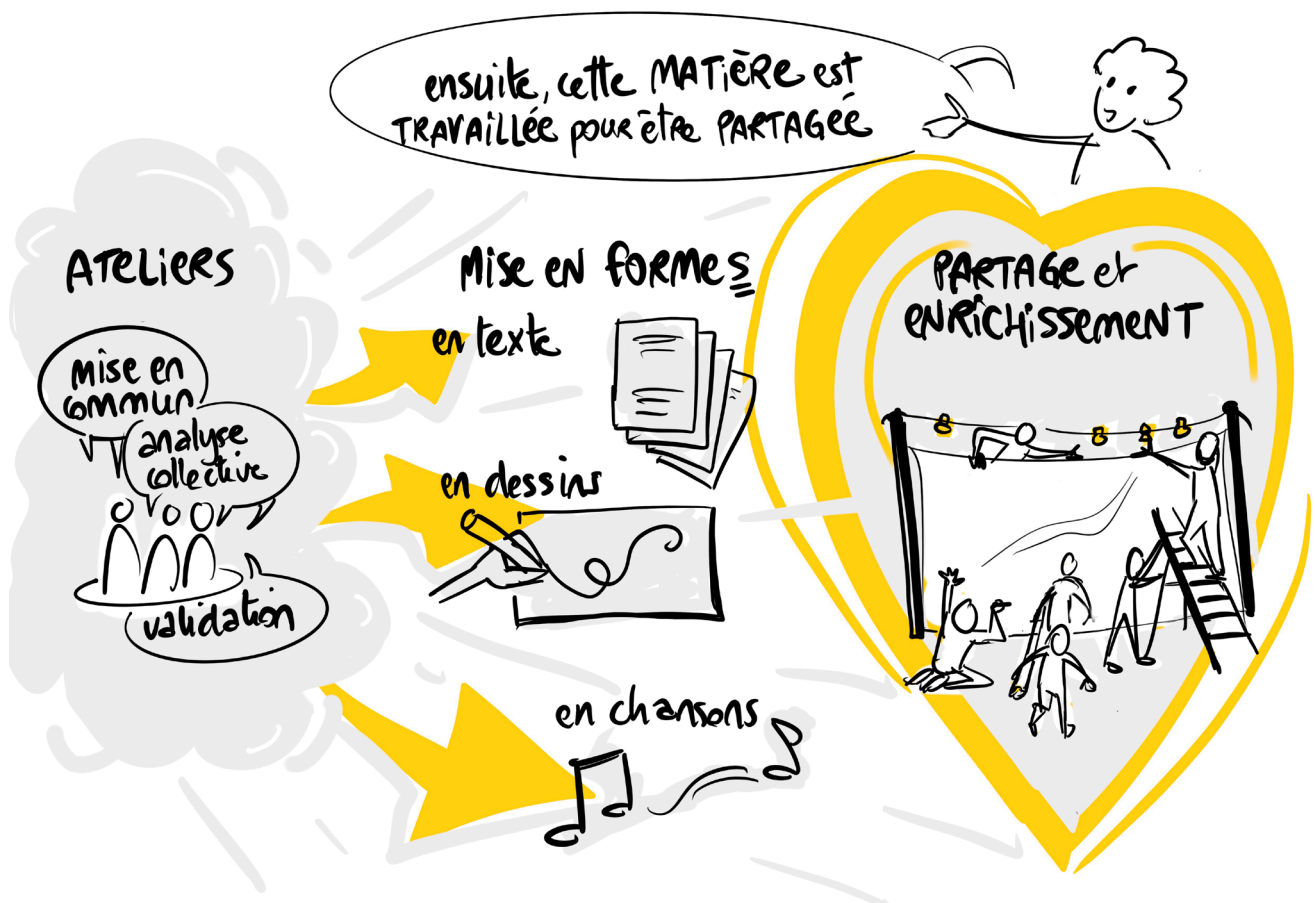 ensuite, cette MATIÈRE est
TRAVAILLÉE pour être PARTAGÉE
ATELIERS
mise en
commun
analyse
collective
validation
Mise en formes
en texte
en dessins
en chansons
PARTAGE et
ENRICHISSEMENT